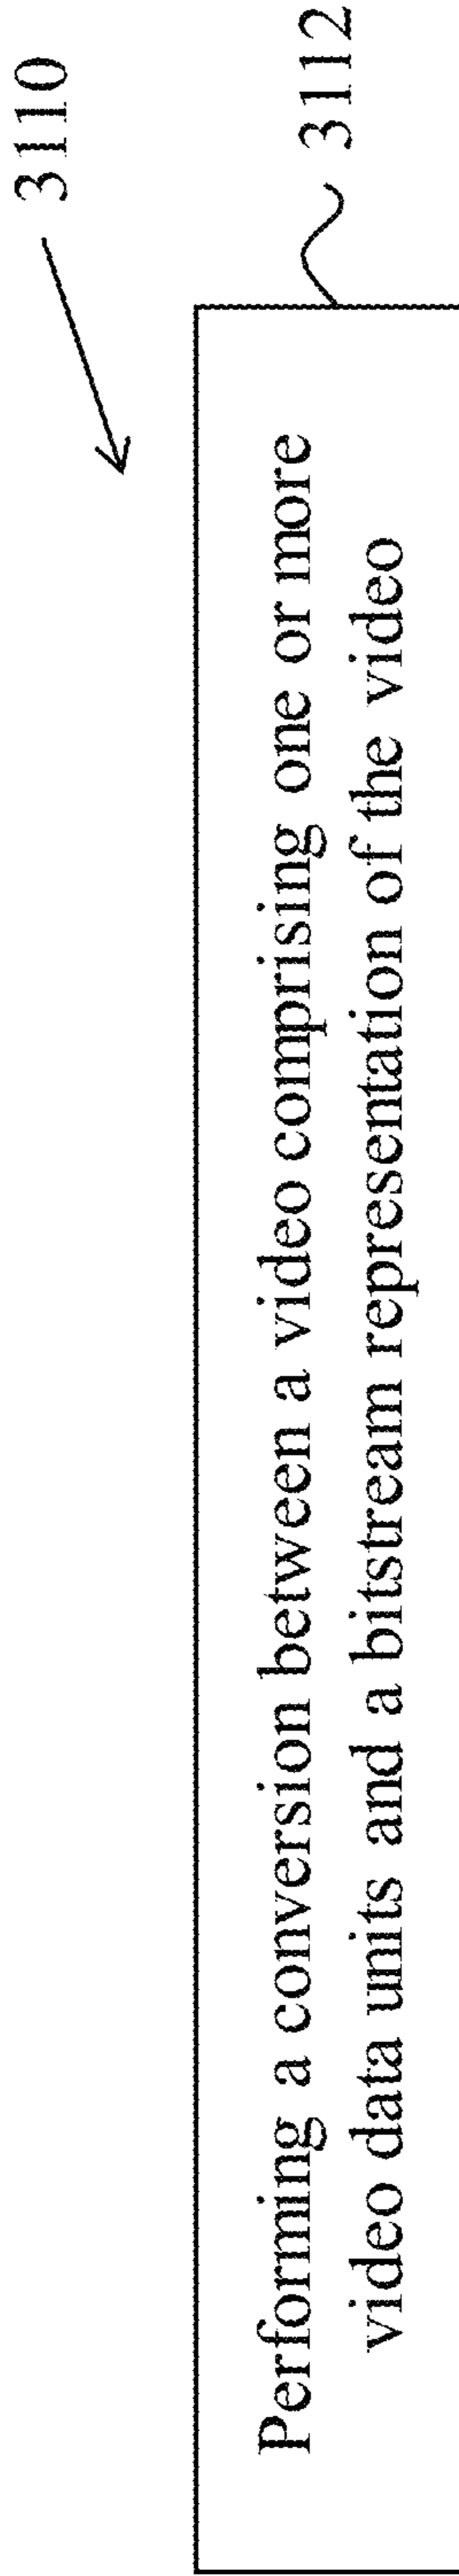 3110
3112
Performing a conversion between a video comprising one or more
video data units and a bitstream representation of the video